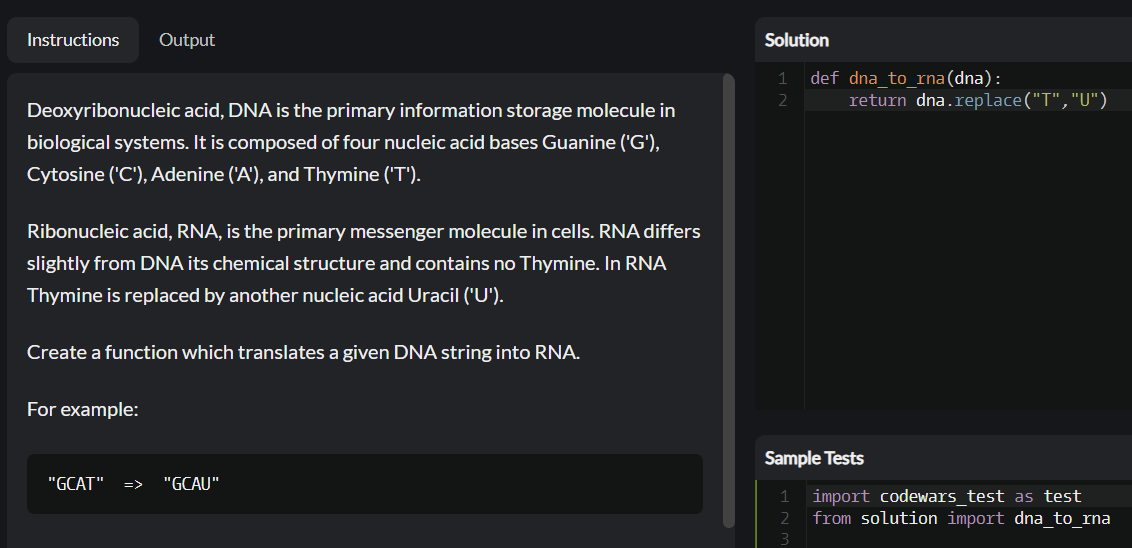 Instructions
Output
Deoxyribonucleic acid, DNA is the primary information storage molecule in
biological systems. It is composed of four nucleic acid bases Guanine ('G'),
Cytosine ('C'), Adenine ('A'), and Thymine ('T').
Ribonucleic acid, RNA, is the primary messenger molecule in cells. RNA differs
slightly from DNA its chemical structure and contains no Thymine. In RNA
Thymine is replaced by another nucleic acid Uracil ('U').
Create a function which translates a given DNA string into RNA.
For example:
"GCAT"  =>  "GCAU"
Solution
1 def dna_to_rna(dna):
2     return dna.replace("T","U")
Sample Tests
1 import codewars_test as test
2 from solution import dna_to_rna
3